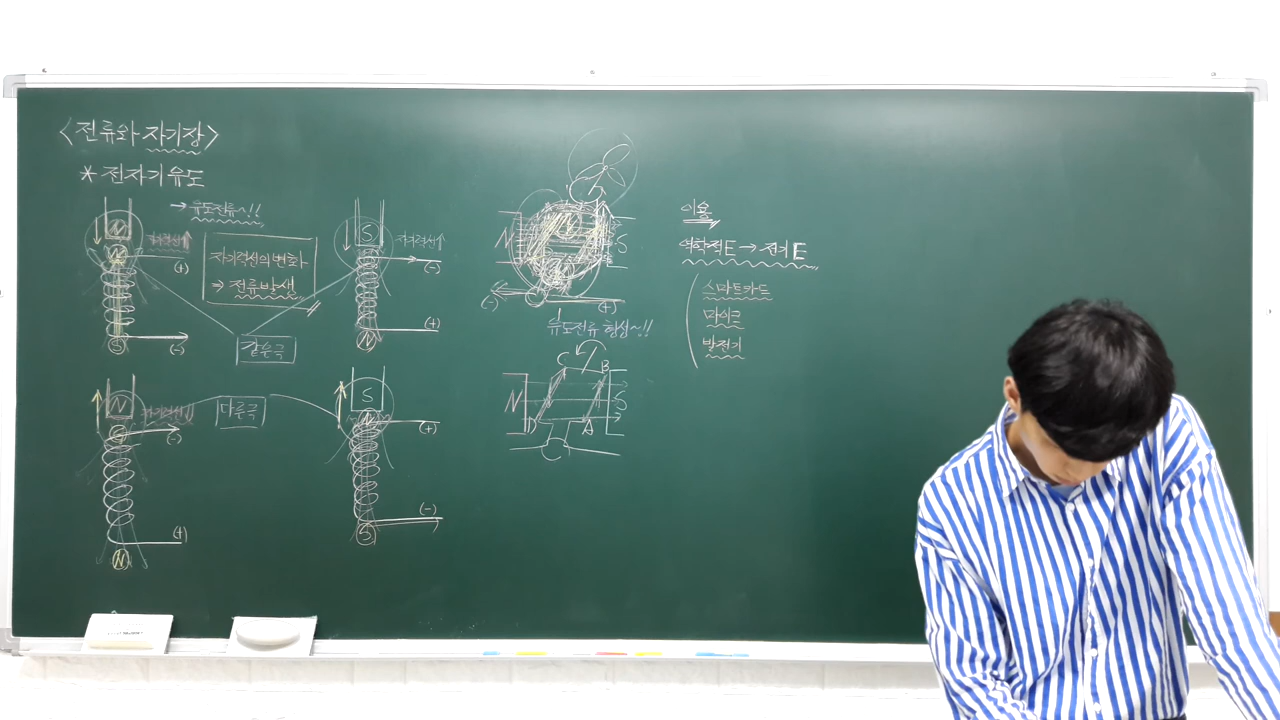 <전류와 자기장>
* 전자기유도
→ 유도전류~!!
N
N
자기력선↑
(+)
S
(-)
자기력선의 변화
⇒ 전류발생
S
N
자기력선↑
(-)
(+)
N
같은극
N
자기력선↓
(-)
(+)
N
다른극
S
N
(+)
(-)
S
N
N
S
(-)
(+)
유도전류 형성~!!
N
C
B
S
D
A
이용
역학적E → 전기E
스마트카드
마이크
발전기